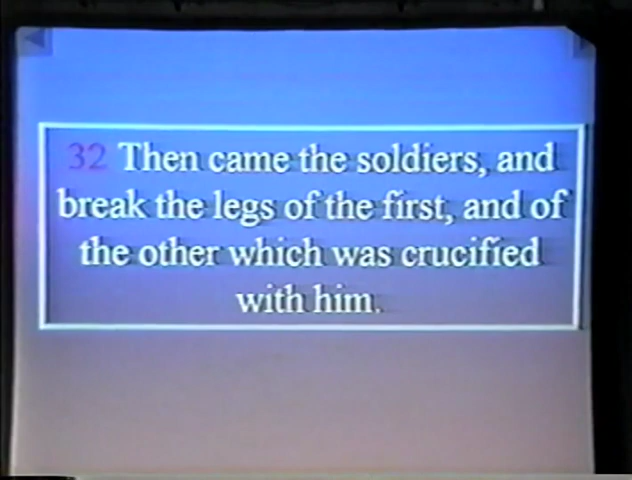 32 Then came the soldiers, and
break the legs of the first, and of
the other which was crucified
with him.